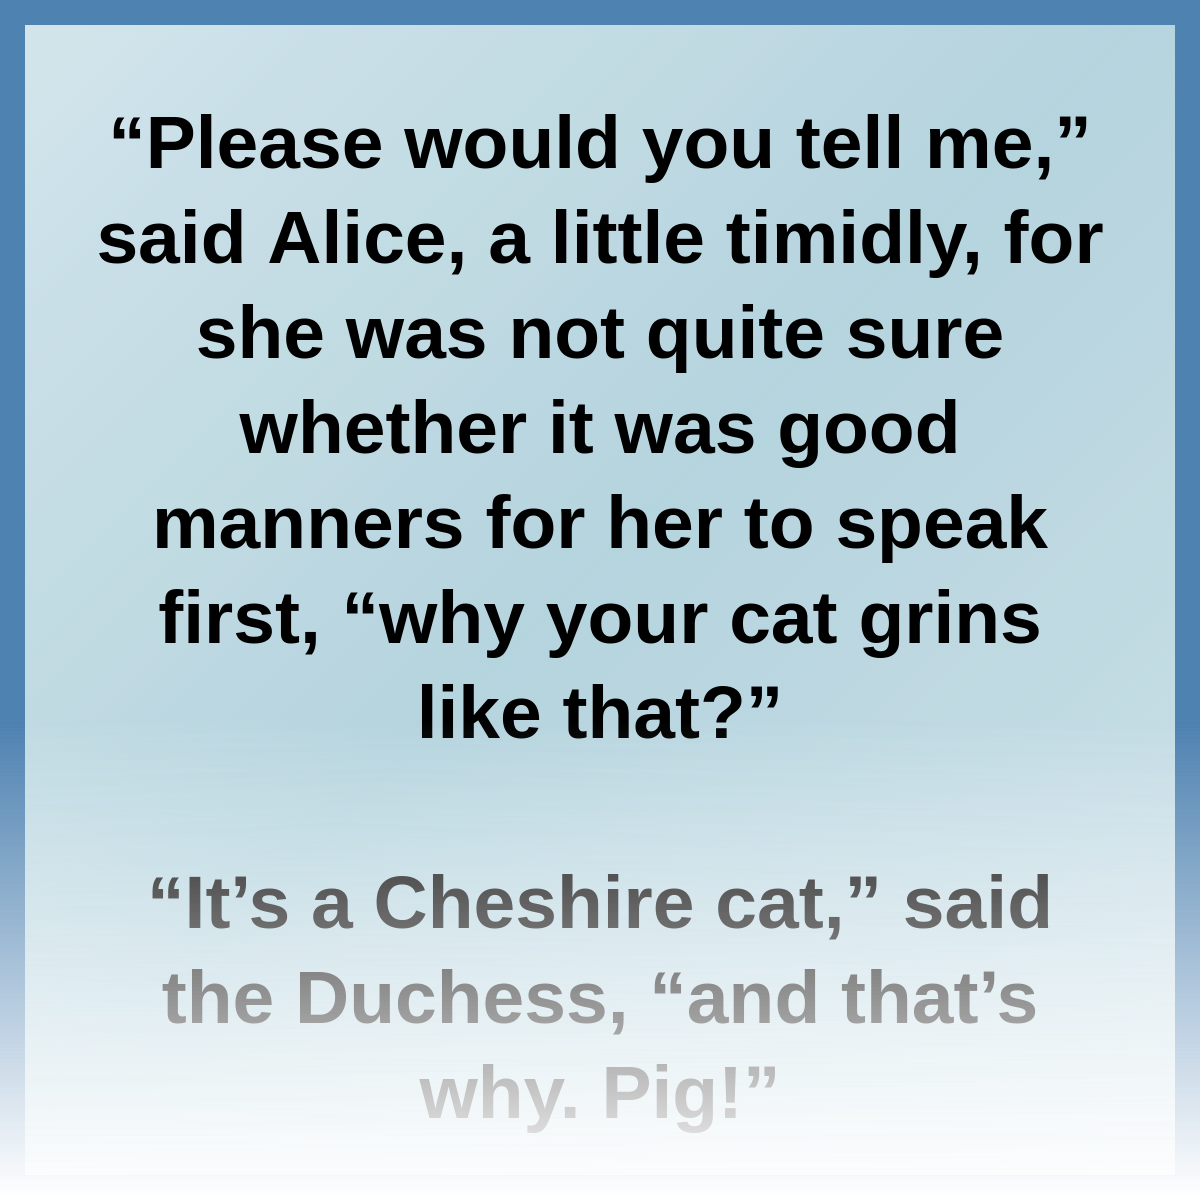 “Please would you tell me,”
said Alice, a little timidly, for
she was not quite sure
whether it was good
manners for her to speak
first, “why your cat grins
like that?”
“It’s a Cheshire cat,” said
the Duchess, “and that’s
why. Pig!”